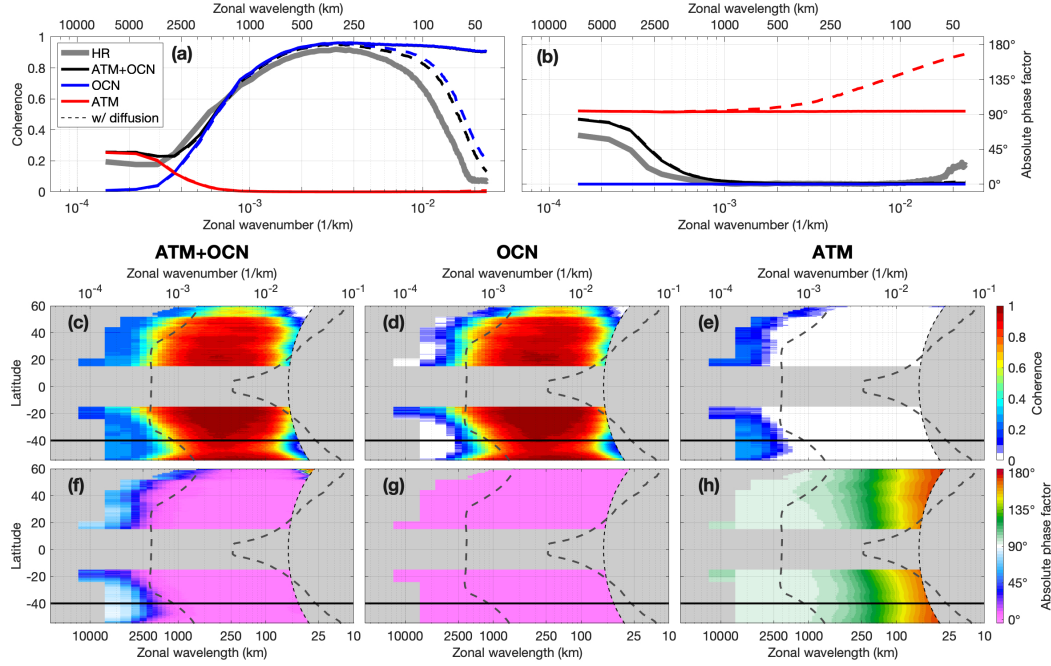 Zonal wavelength (km)
10000 5000 2500 1000 500 250 100 50
Zonal wavelength (km)
10000 5000 2500 1000 500 250 100 50
1
0.8
0.6
0.4
0.2
0
Coherence
(a)
HR
ATM+OCN
OCN
ATM
w/ diffusion
10⁻⁴ 10⁻³ 10⁻²
Zonal wavenumber (1/km)
(b)
180°
135°
90°
45°
0°
Absolute phase factor
10⁻⁴ 10⁻³ 10⁻²
Zonal wavenumber (1/km)
ATM+OCN
OCN
ATM
Zonal wavenumber (1/km)
Zonal wavenumber (1/km)
Zonal wavenumber (1/km)
10⁻⁴ 10⁻³ 10⁻² 10⁻¹
10⁻⁴ 10⁻³ 10⁻² 10⁻¹
10⁻⁴ 10⁻³ 10⁻² 10⁻¹
60
40
20
0
-20
-40
Latitude
(c)
(d)
(e)
1
0.8
0.6
0.4
0.2
0
Coherence
60
40
20
0
-20
-40
Latitude
(f)
(g)
(h)
180°
135°
90°
45°
0°
Absolute phase factor
10000 2500 1000 250 100 25 10
10000 2500 1000 250 100 25
10000 2500 1000 250 100 25 10
Zonal wavelength (km)
Zonal wavelength (km)
Zonal wavelength (km)